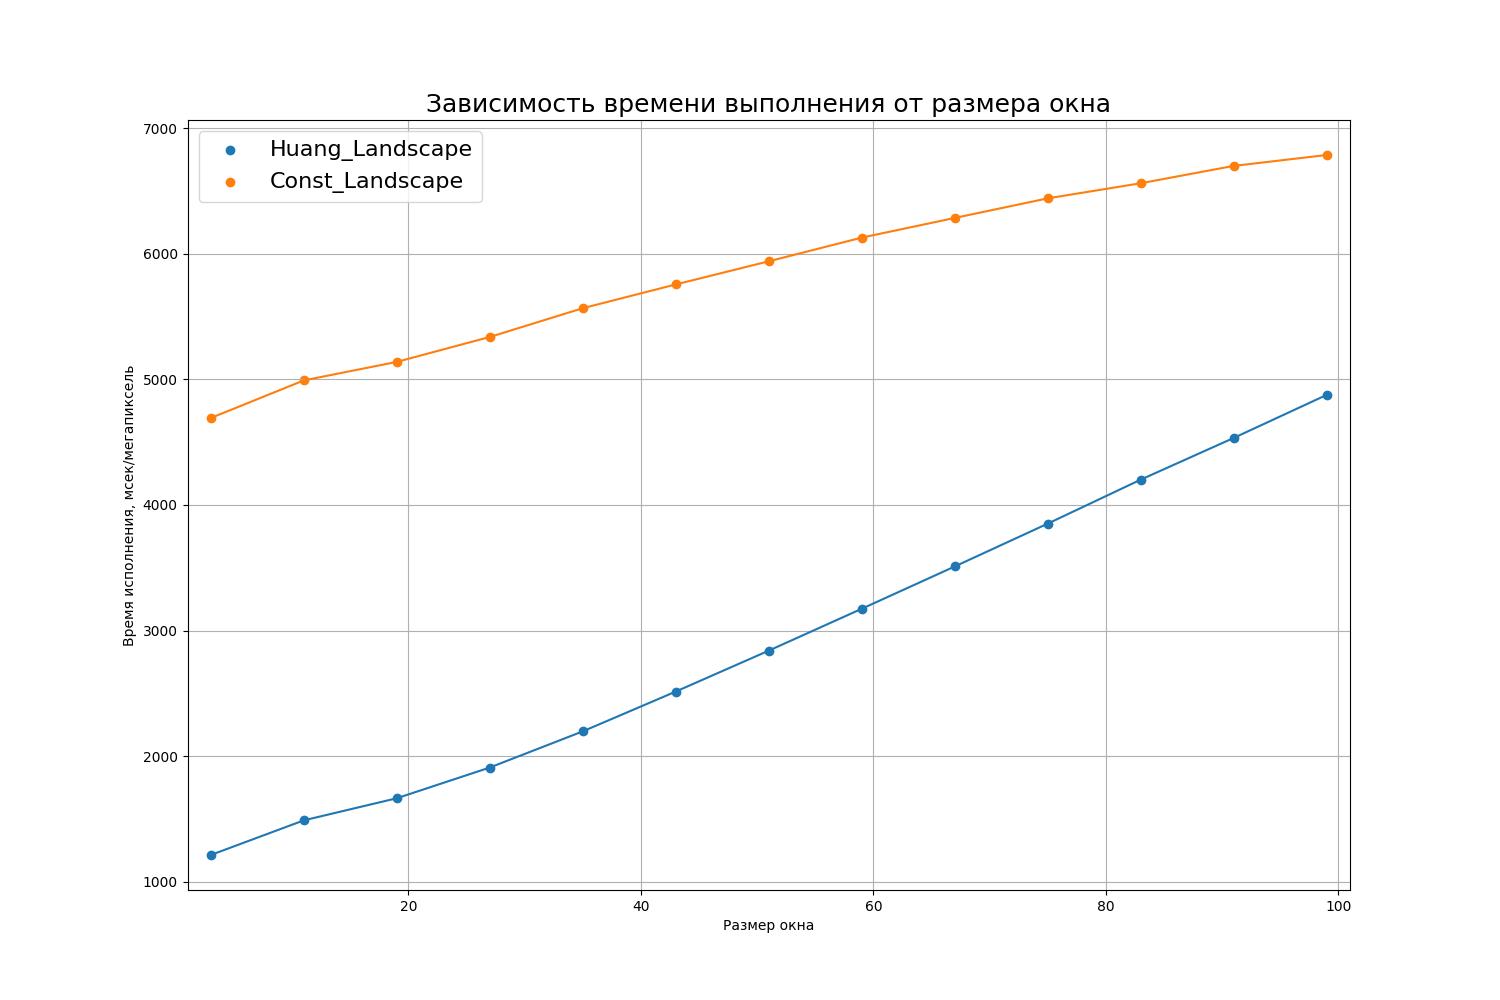 Зависимость времени выполнения от размера окна
Huang_Landscape
Const_Landscape
7000
6000
5000
4000
3000
2000
1000
Время исполнения, мсек/мегапиксель
20 40 60 80 100
Размер окна